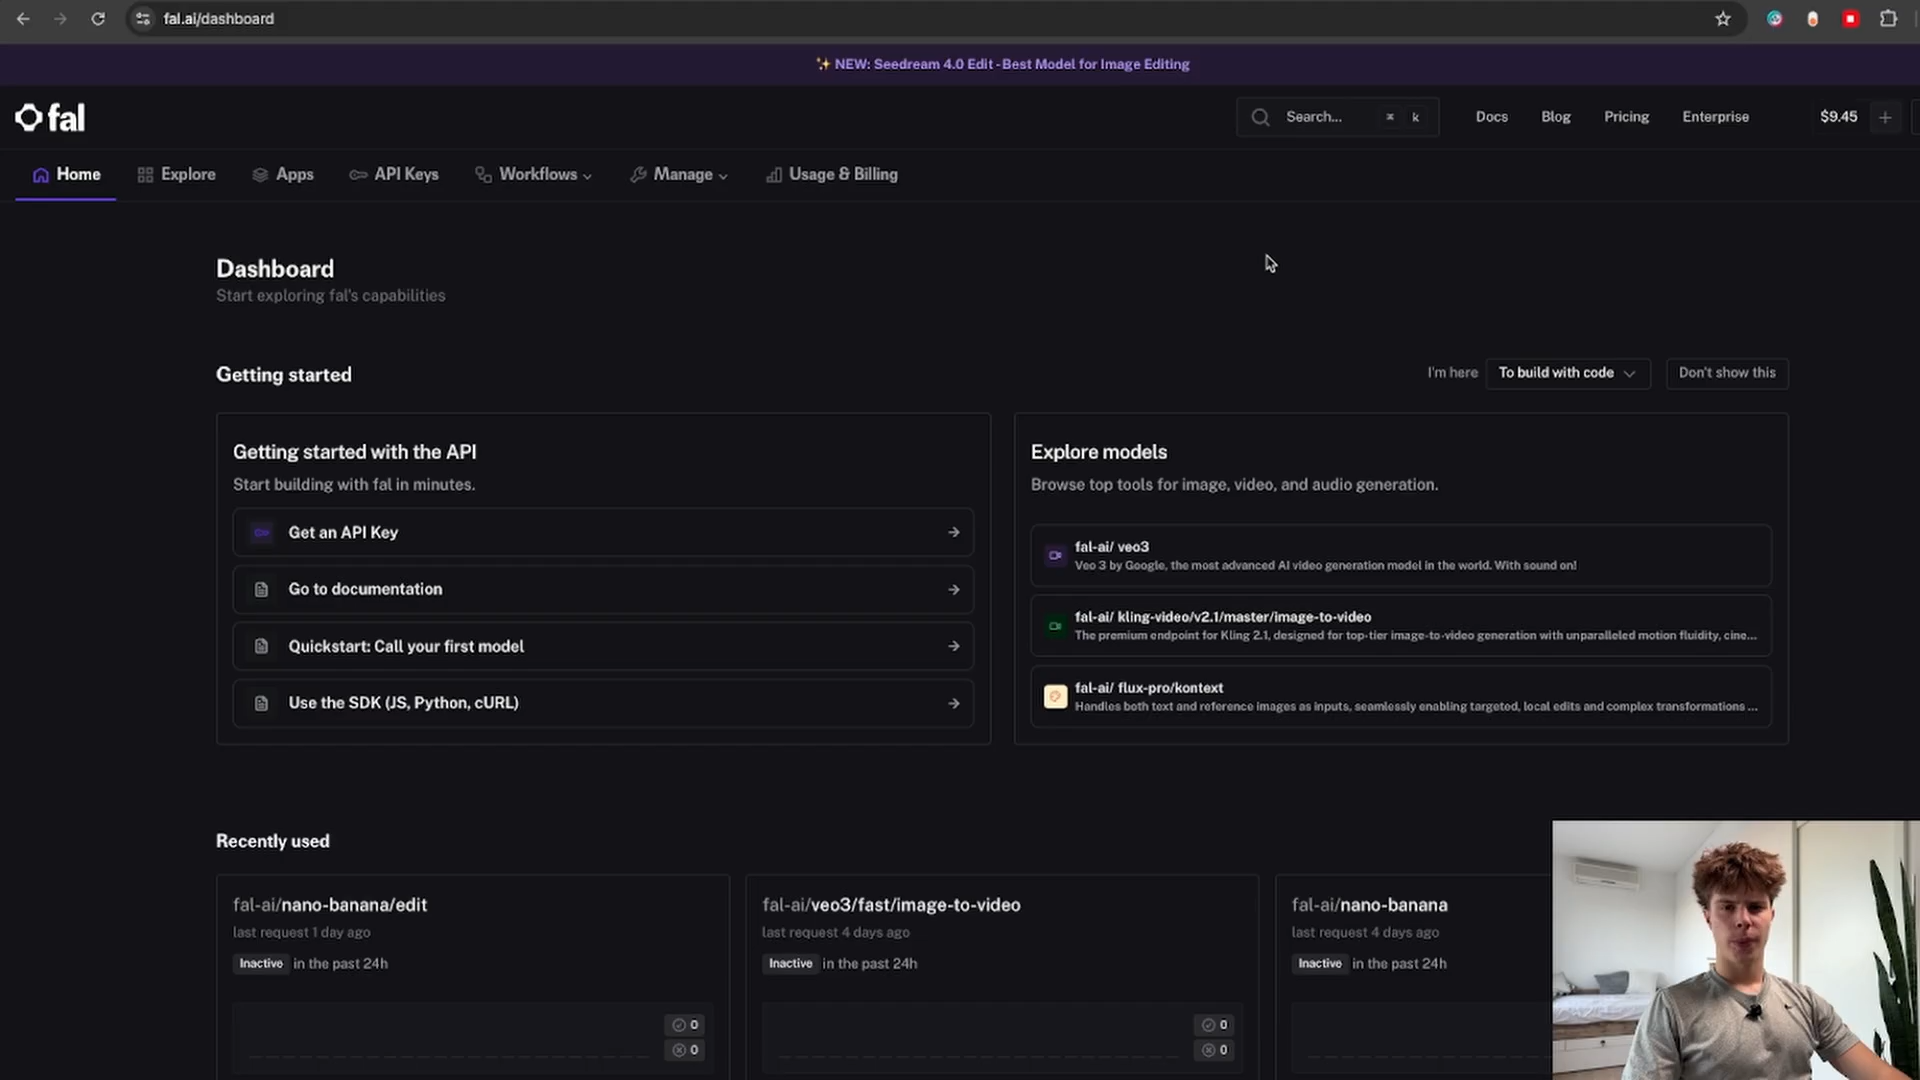 fal.ai/dashboard
✨ NEW: Seedream 4.0 Edit - Best Model for Image Editing
fal
Search... ⌘ k
Docs
Blog
Pricing
Enterprise
$9.45 +
Home
Explore
Apps
API Keys
Workflows
Manage
Usage & Billing
Dashboard
Start exploring fal's capabilities
Getting started
I'm here
To build with code
Don't show this
Getting started with the API
Start building with fal in minutes.
Get an API Key
Go to documentation
Quickstart: Call your first model
Use the SDK (JS, Python, cURL)
Explore models
Browse top tools for image, video, and audio generation.
fal-ai/ veo3
Veo 3 by Google, the most advanced AI video generation model in the world. With sound on!
fal-ai/ kling-video/v2.1/master/image-to-video
The premium endpoint for Kling 2.1, designed for top-tier image-to-video generation with unparalleled motion fluidity, cine...
fal-ai/ flux-pro/kontext
Handles both text and reference images as inputs, seamlessly enabling targeted, local edits and complex transformations ...
Recently used
fal-ai/nano-banana/edit
last request 1 day ago
Inactive in the past 24h
0
0
fal-ai/veo3/fast/image-to-video
last request 4 days ago
Inactive in the past 24h
0
0
fal-ai/nano-banana
last request 4 days ago
Inactive in the past 24h